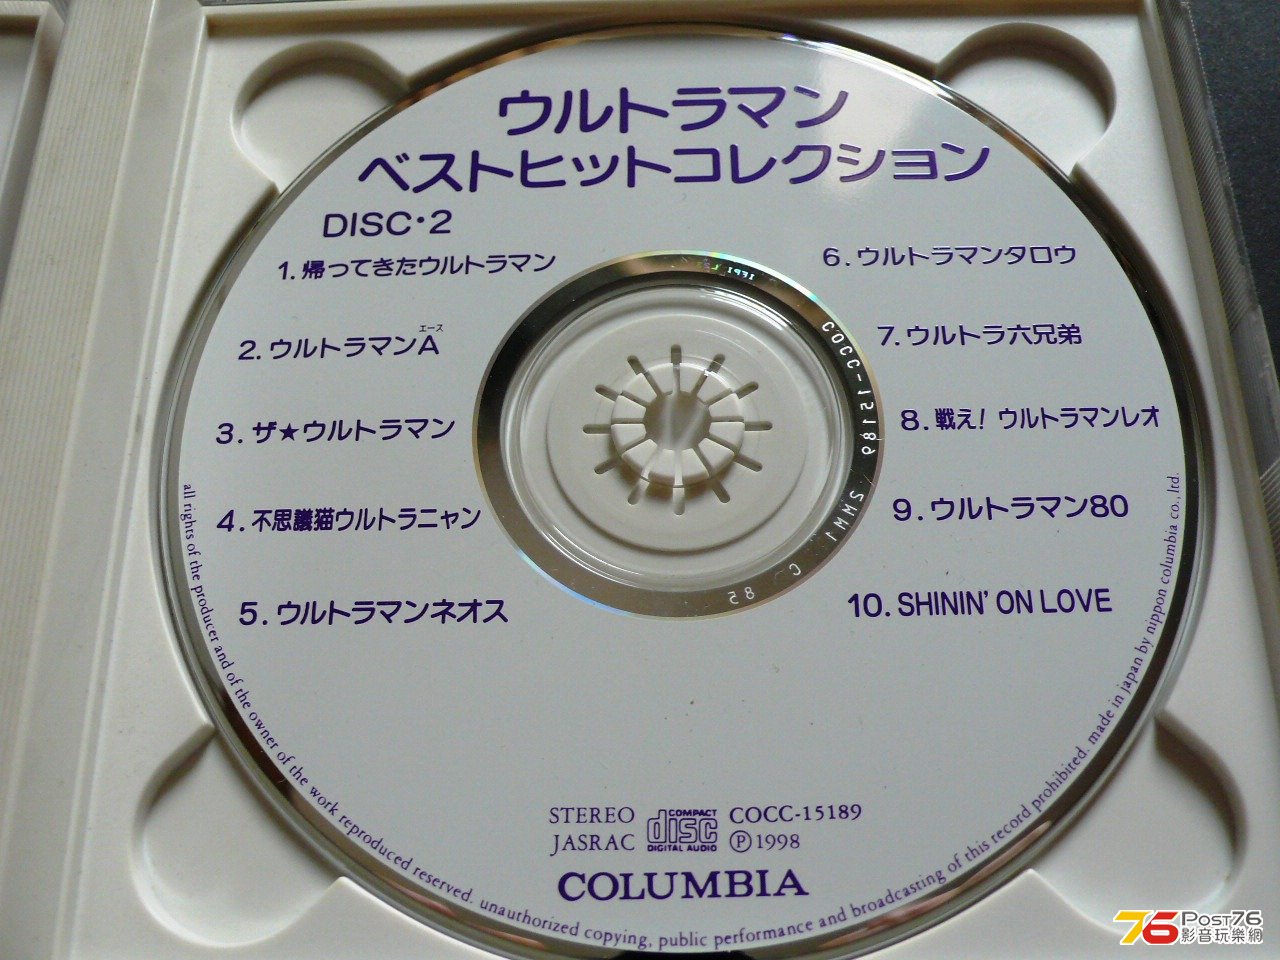 ウルトラマン
ベストヒットコレクション
DISC・2
1. 帰ってきたウルトラマン
エース
2. ウルトラマンA
3. ザ★ウルトラマン
4. 不思議猫ウルトラニャン
5. ウルトラマンネオス
6. ウルトラマンタロウ
7. ウルトラ六兄弟
8. 戦え! ウルトラマンレオ
9. ウルトラマン80
10. SHININ' ON LOVE
COCC-15189 SMM1 C 85
STEREO
JASRAC
COMPACT
disc
DIGITAL AUDIO
COCC-15189
Ⓟ1998
COLUMBIA
all rights of the producer and of the owner of the work reproduced reserved. unauthorized copying, public performance and broadcasting of this record prohibited. made in japan by nippon columbia co., ltd.
76 POST76
影音玩樂網